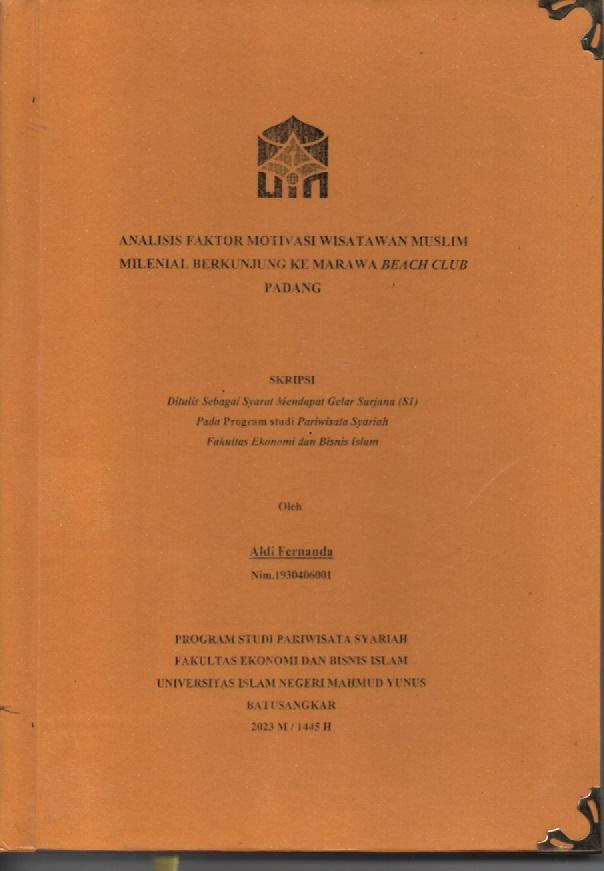 uin
ANALISIS FAKTOR MOTIVASI WISATAWAN MUSLIM
MILENIAL BERKUNJUNG KE MARAWA BEACH CLUB
PADANG
SKRIPSI
Ditulis Sebagai Syarat Mendapat Gelar Sarjana (S1)
Pada Program studi Pariwisata Syariah
Fakultas Ekonomi dan Bisnis Islam
Oleh
Aldi Fernanda
Nim.1930406001
PROGRAM STUDI PARIWISATA SYARIAH
FAKULTAS EKONOMI DAN BISNIS ISLAM
UNIVERSITAS ISLAM NEGERI MAHMUD YUNUS
BATUSANGKAR
2023 M / 1445 H